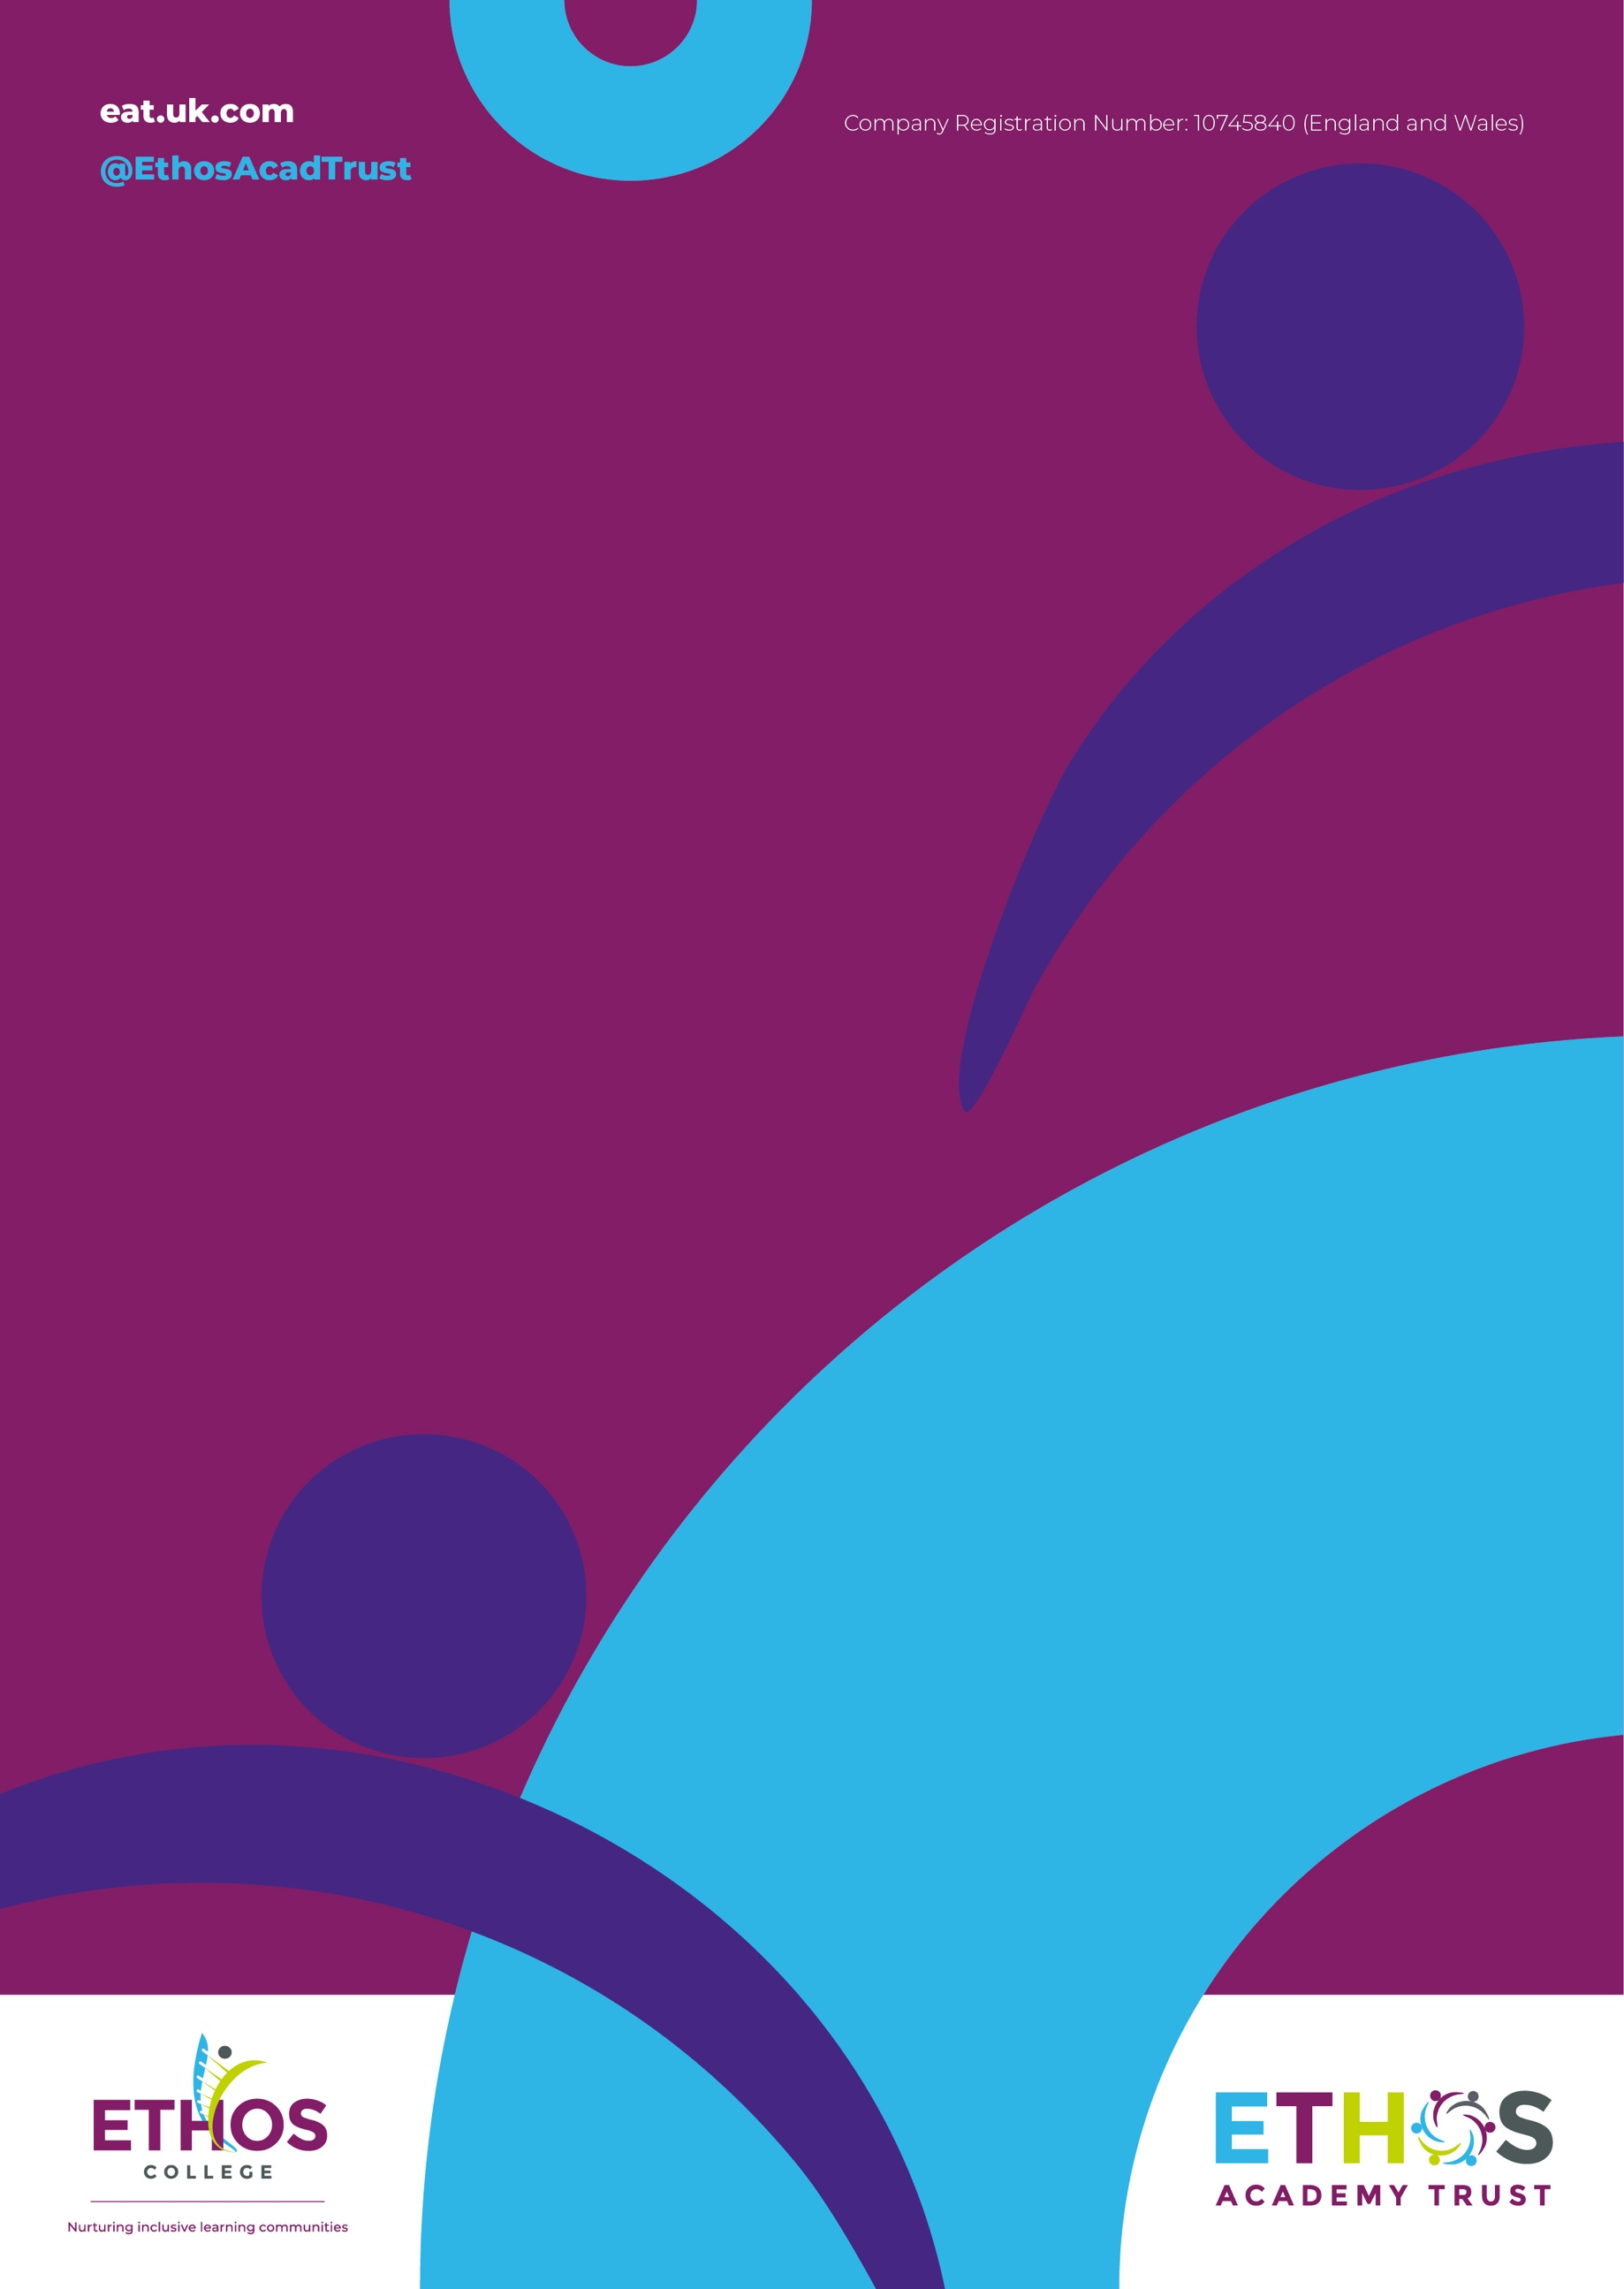 eat.uk.com
@EthosAcadTrust
Company Registration Number: 10745840 (England and Wales)
ETHOS
COLLEGE
Nurturing inclusive learning communities
ETHOS
ACADEMY TRUST